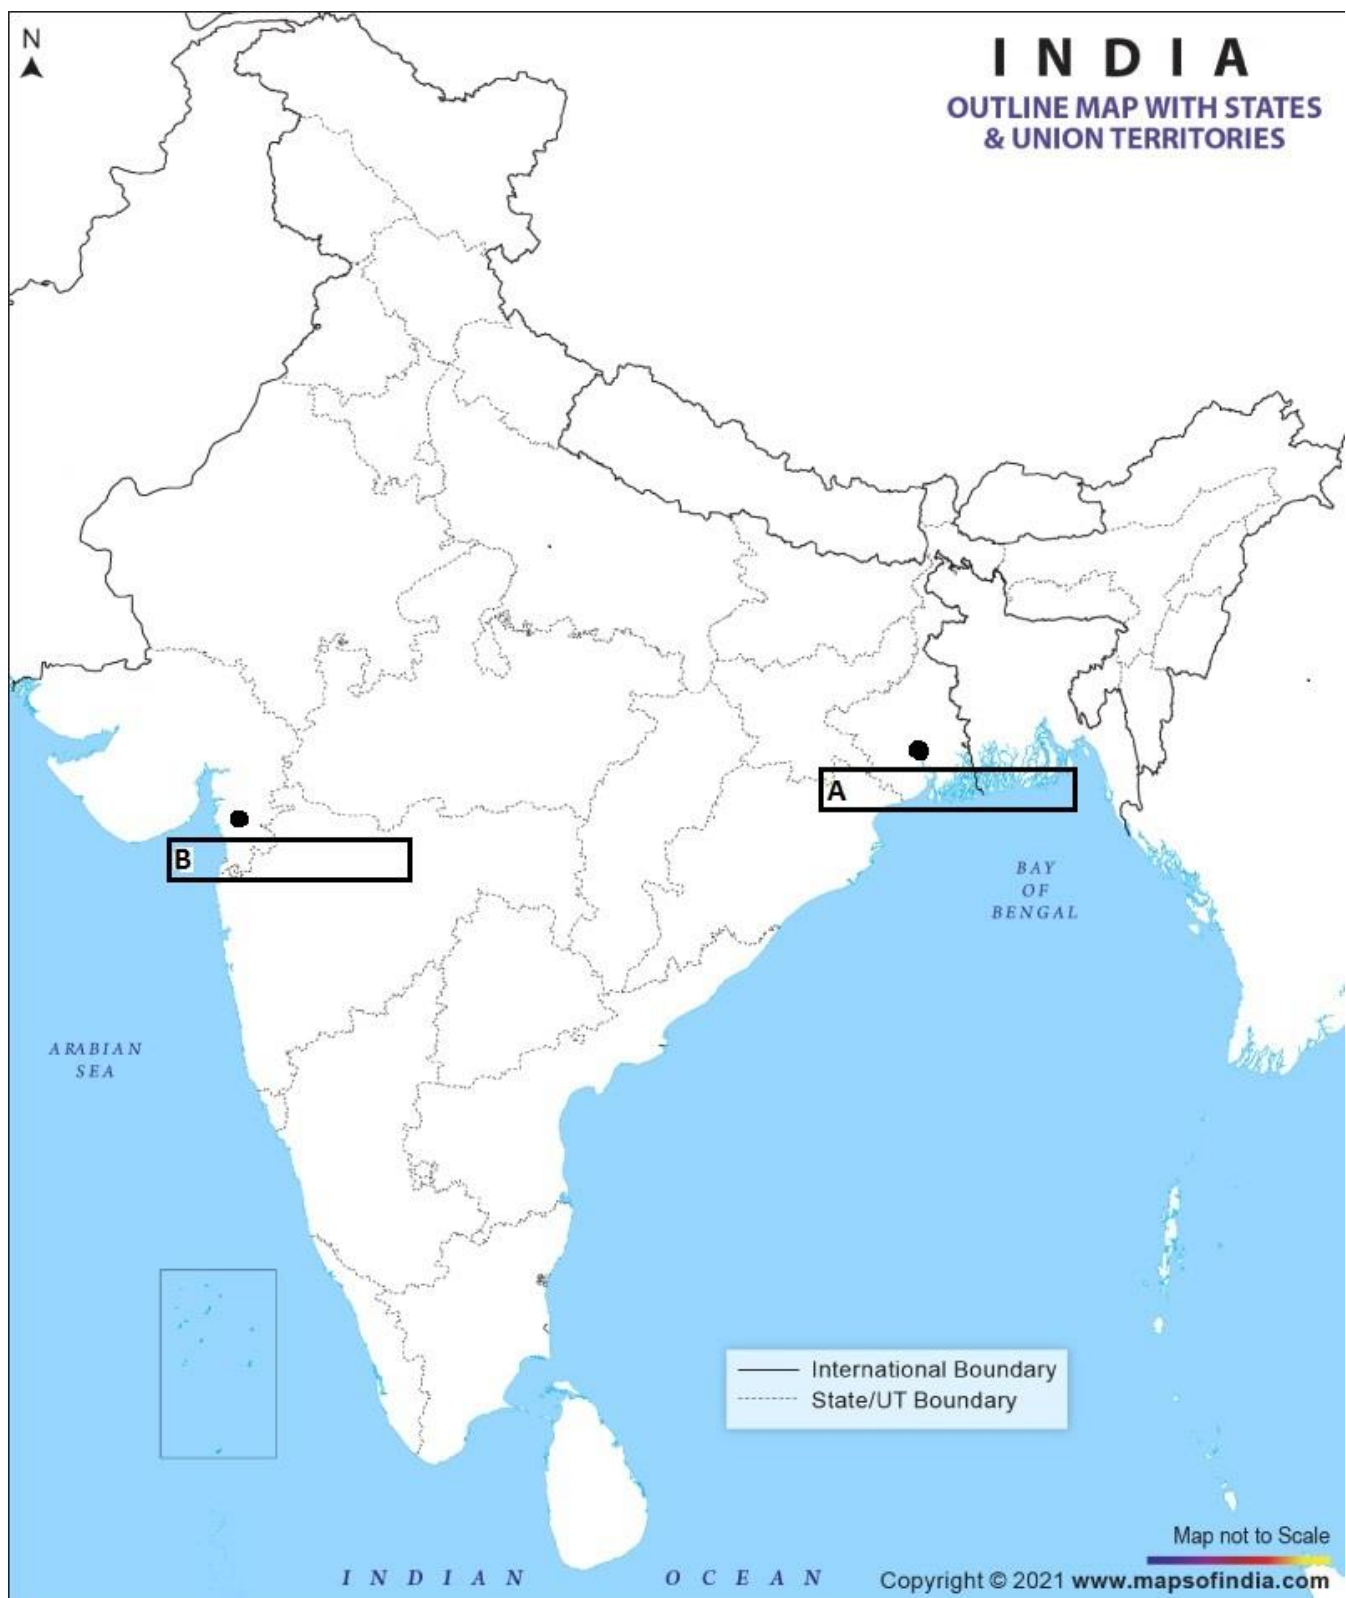 N
INDIA
OUTLINE MAP WITH STATES
& UNION TERRITORIES
A
B
BAY
OF
BENGAL
ARABIAN
SEA
International Boundary
State/UT Boundary
Map not to Scale
INDIAN OCEAN
Copyright © 2021 www.mapsofindia.com